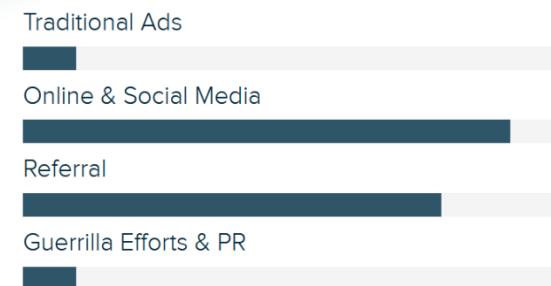 Traditional Ads
Online & Social Media
Referral
Guerrilla Efforts & PR